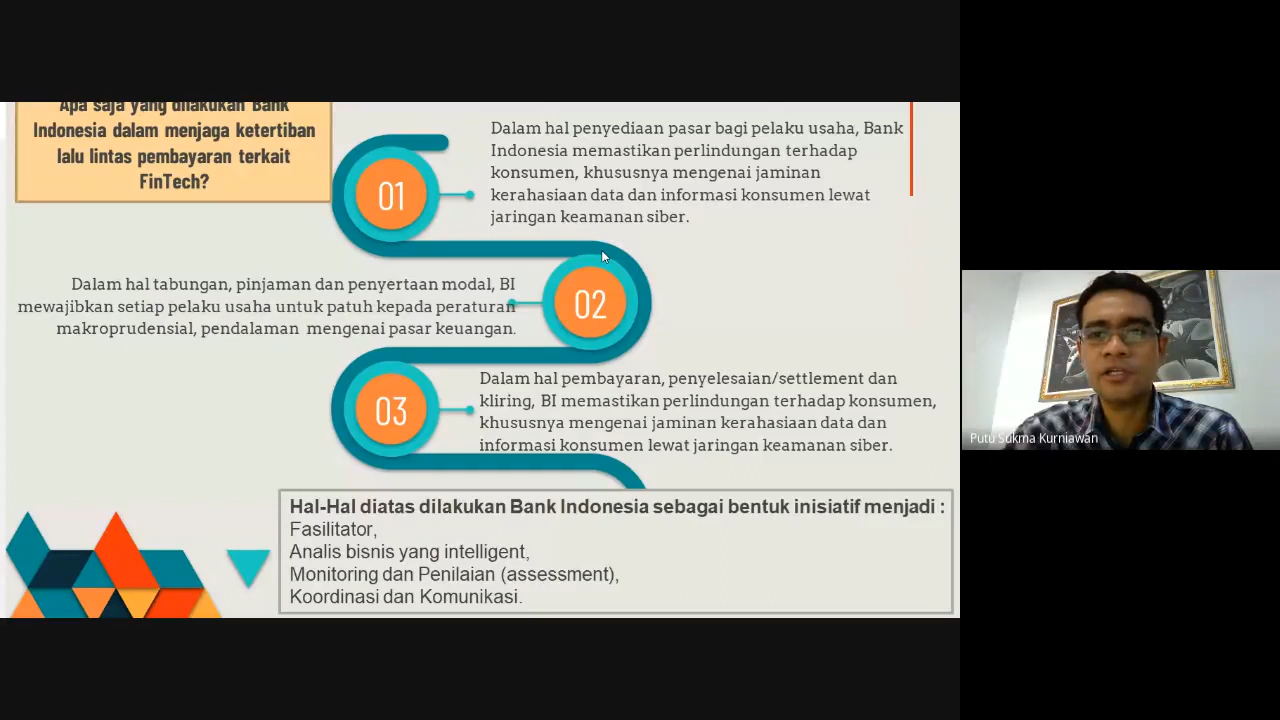 Apa saja yang dilakukan Bank
Indonesia dalam menjaga ketertiban
lalu lintas pembayaran terkait
FinTech?
01
Dalam hal penyediaan pasar bagi pelaku usaha, Bank
Indonesia memastikan perlindungan terhadap
konsumen, khususnya mengenai jaminan
kerahasiaan data dan informasi konsumen lewat
jaringan keamanan siber.
Dalam hal tabungan, pinjaman dan penyertaan modal, BI
mewajibkan setiap pelaku usaha untuk patuh kepada peraturan
makroprudensial, pendalaman mengenai pasar keuangan.
02
03
Dalam hal pembayaran, penyelesaian/settlement dan
kliring, BI memastikan perlindungan terhadap konsumen,
khususnya mengenai jaminan kerahasiaan data dan
informasi konsumen lewat jaringan keamanan siber.
Hal-Hal diatas dilakukan Bank Indonesia sebagai bentuk inisiatif menjadi :
Fasilitator,
Analis bisnis yang intelligent,
Monitoring dan Penilaian (assessment),
Koordinasi dan Komunikasi.
Putu Sukma Kurniawan